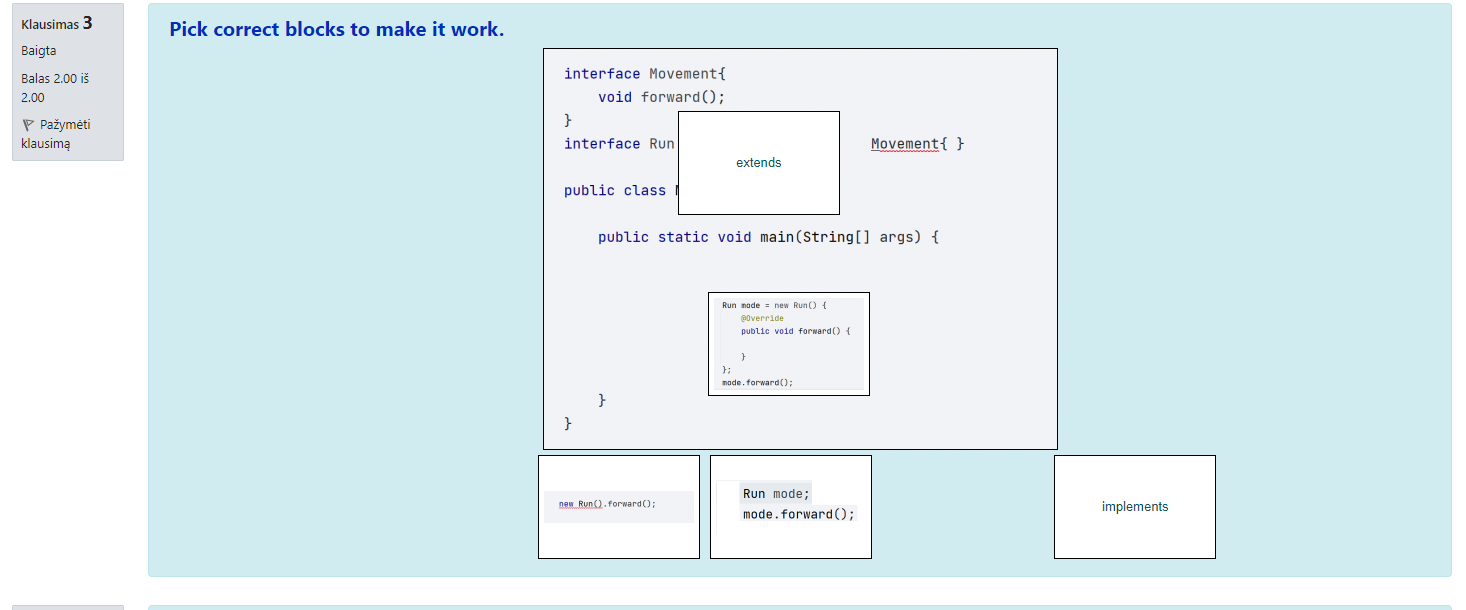 Klausimas 3
Baigta
Balas 2.00 iš
2.00
Pažymėti
klausimą
Pick correct blocks to make it work.
interface Movement{
void forward();
}
interface Run extends Movement{ }
public class
public static void main(String[] args) {
Run mode = new Run() {
@Override
public void forward() {
}
};
mode.forward();
}
}
new Run().forward();
Run mode;
mode.forward();
implements